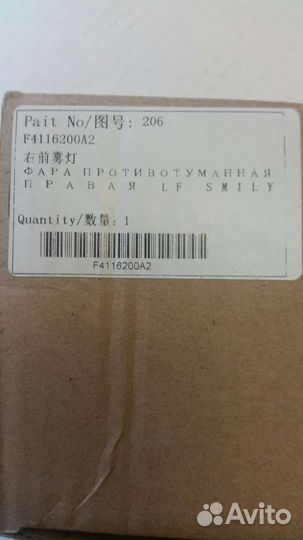 Pait No/图号: 206
F4116200A2
右前雾灯
ФАРА ПРОТИВОТУМАННАЯ
ПРАВАЯ LF SMILY
Quantity/数量: 1
F4116200A2
Avito